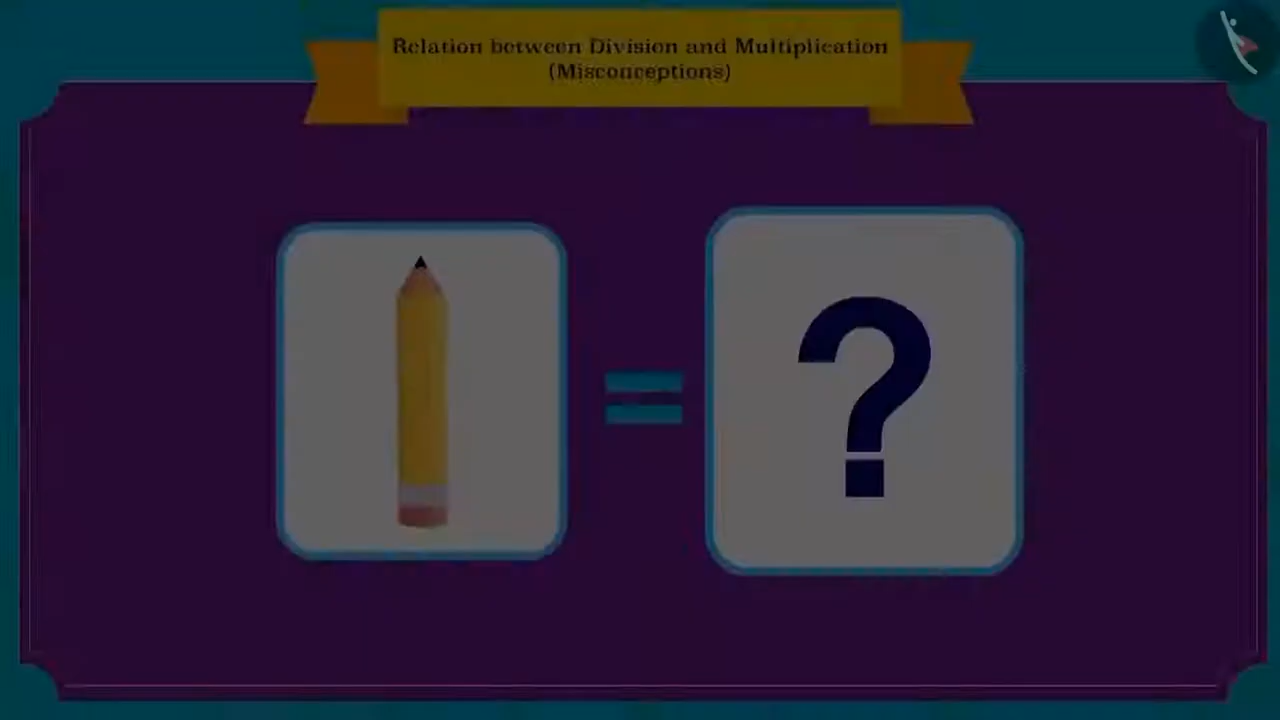 Relation between Division and Multiplication
(Misconceptions)
=
?